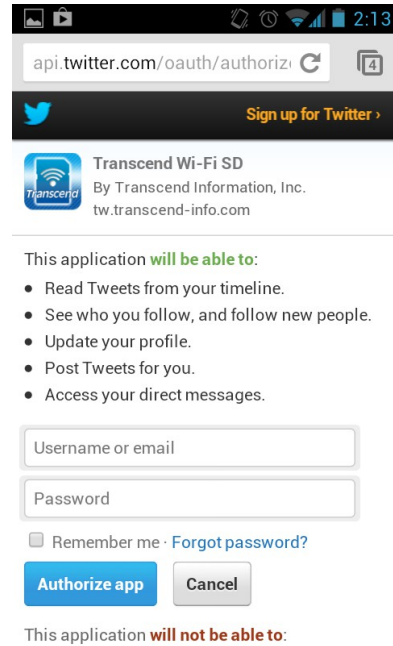 2:13
api.twitter.com/oauth/authoriz
4
Sign up for Twitter ›
Transcend
Transcend Wi-Fi SD
By Transcend Information, Inc.
tw.transcend-info.com
This application will be able to:
• Read Tweets from your timeline.
• See who you follow, and follow new people.
• Update your profile.
• Post Tweets for you.
• Access your direct messages.
Username or email
Password
Remember me · Forgot password?
Authorize app Cancel
This application will not be able to: